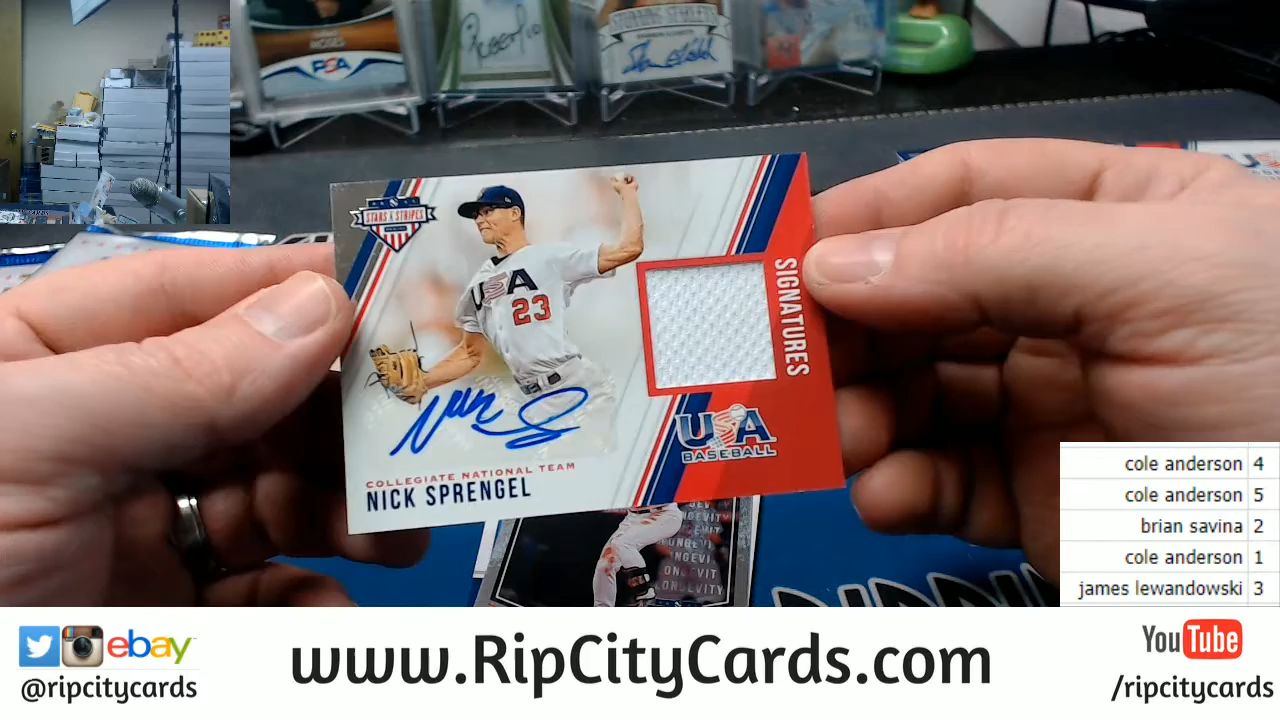 PSA
STARS & STRIPES
USA
23
SIGNATURES
USA
BASEBALL
COLLEGIATE NATIONAL TEAM
NICK SPRENGEL
LONGEVITY
cole anderson 4
cole anderson 5
brian savina 2
cole anderson 1
james lewandowski 3
ebay
@ripcitycards
www.RipCityCards.com
YouTube
/ripcitycards